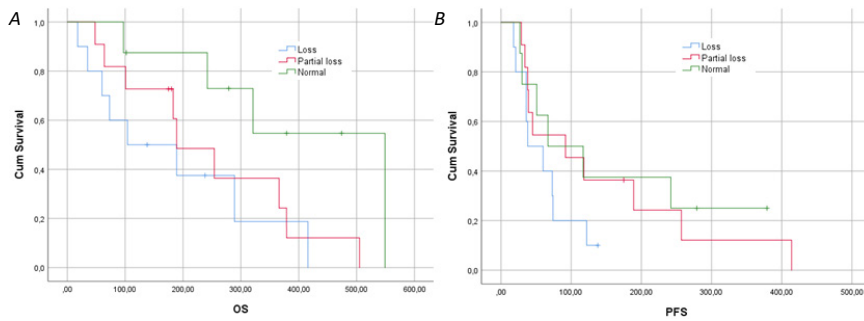 A
Cum Survival
1,0
0,8
0,6
0,4
0,2
0,0
Loss
Partial loss
Normal
,00
100,00
200,00
300,00
400,00
500,00
600,00
OS
B
Cum Survival
1,0
0,8
0,6
0,4
0,2
0,0
Loss
Partial loss
Normal
,00
100,00
200,00
300,00
400,00
500,00
PFS